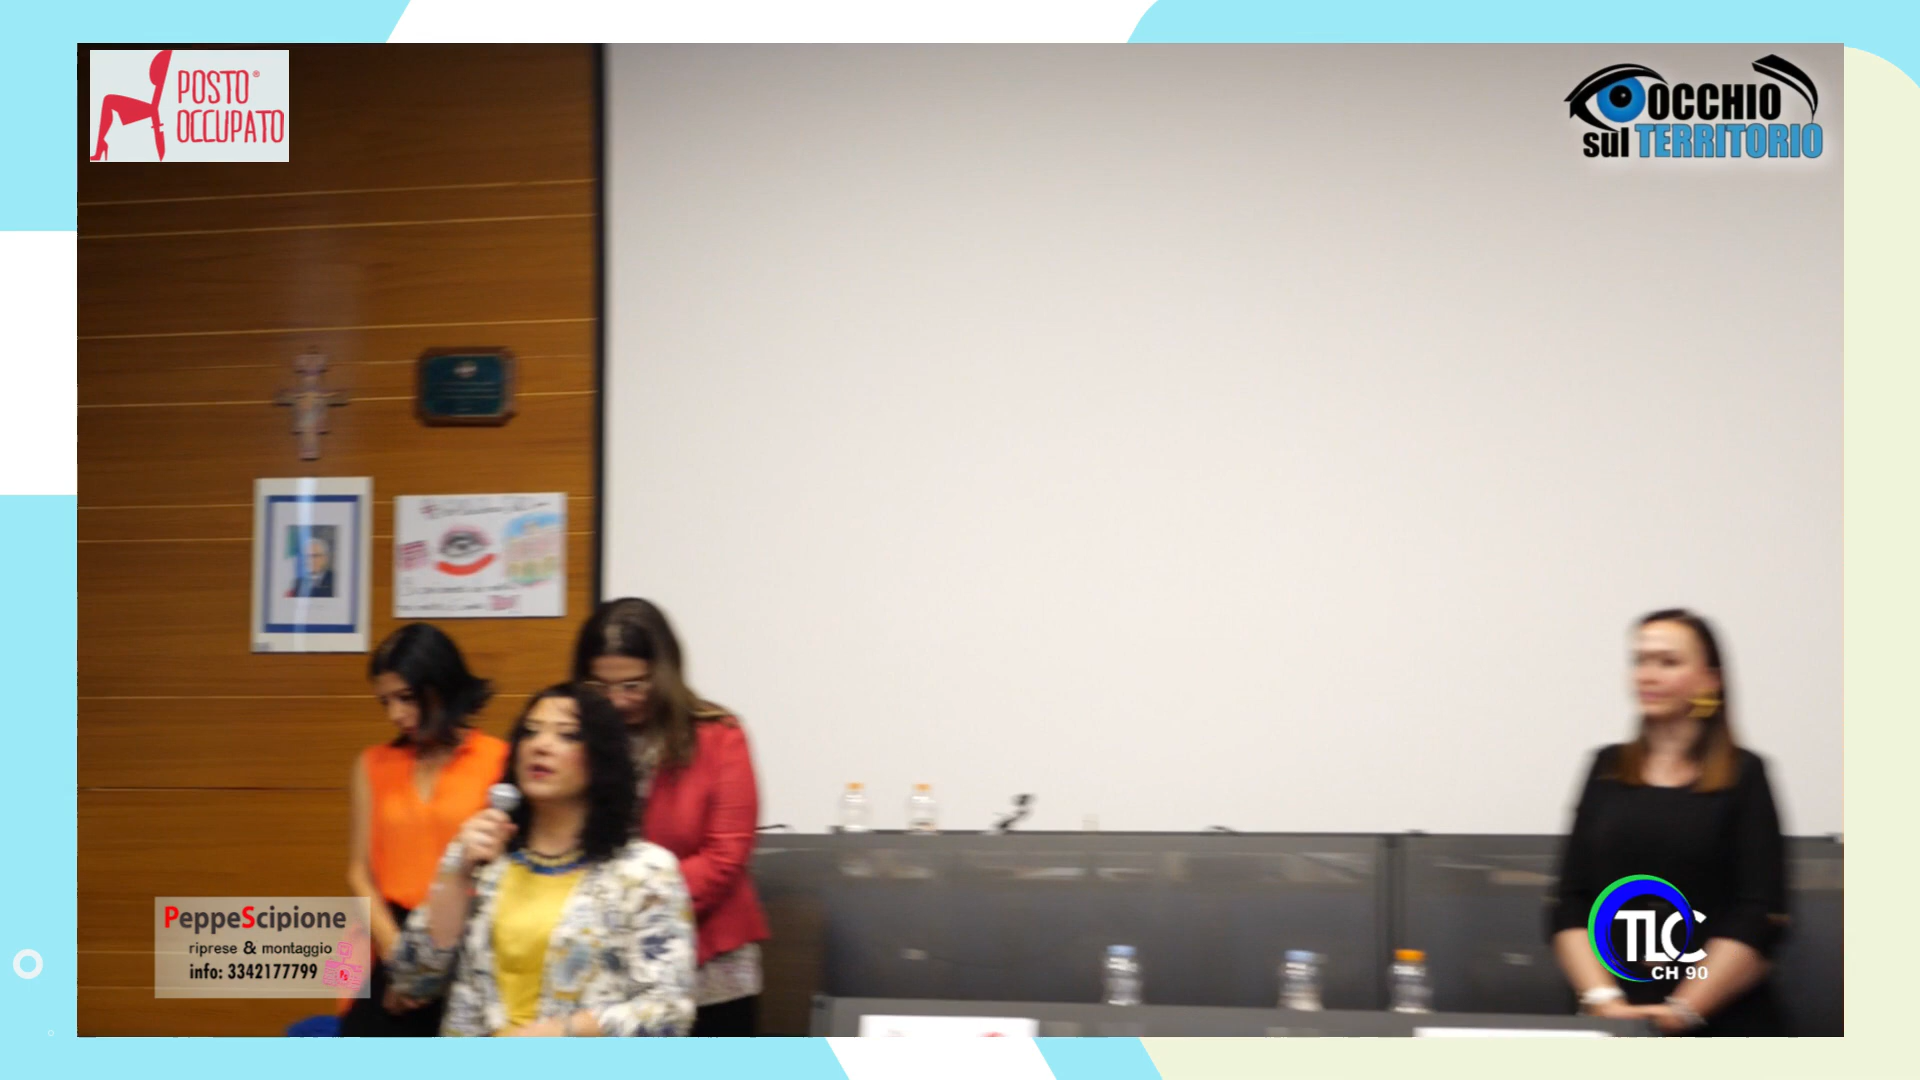 POSTO®
OCCUPATO
OCCHIO
sul TERRITORIO
PeppeScipione
riprese & montaggio
info: 3342177799
TLC
CH 90